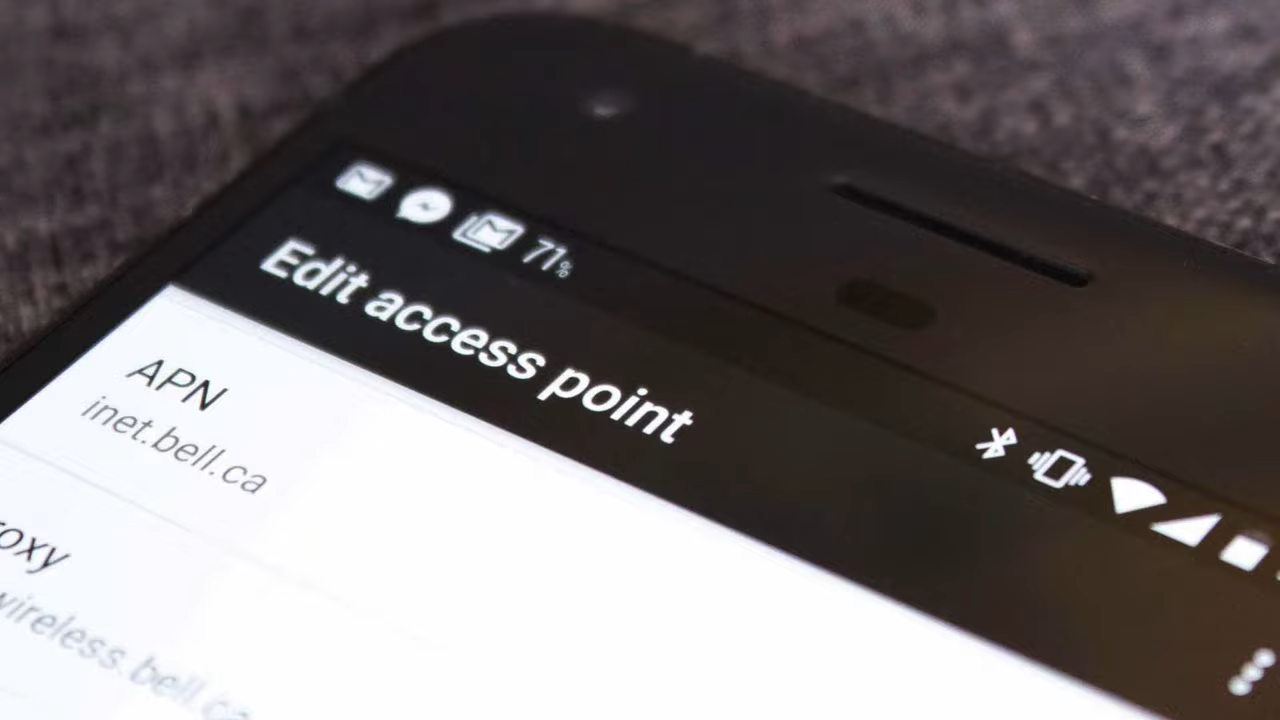 71%
Edit access point
APN
inet.bell.ca
roxy
wireless.bell.ca